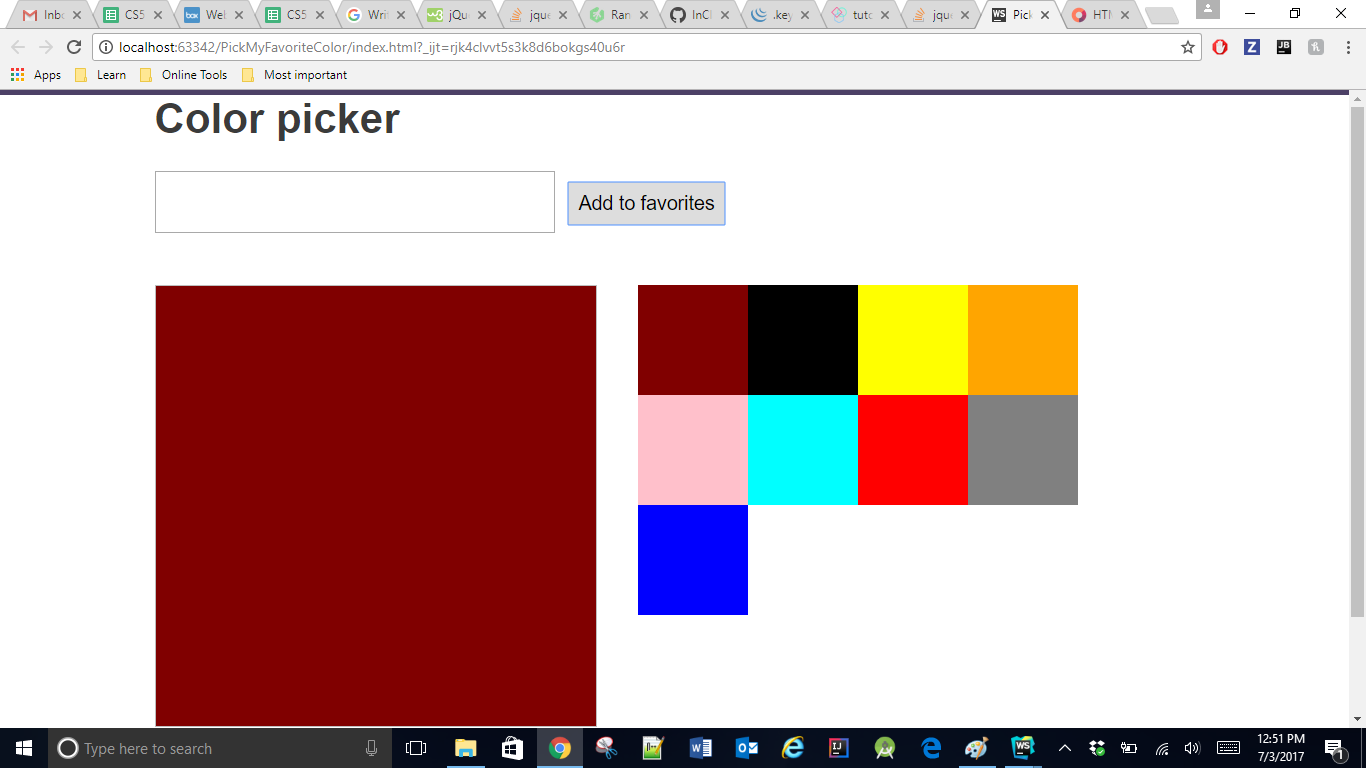 Inbo
CS5
Wel
CS5
Writ
jQu
jque
Ran
InCl
.key
tuto
jque
Pick
HTM
localhost:63342/PickMyFavoriteColor/index.html?_ijt=rjk4clvvt5s3k8d6bokgs40u6r
Apps
Learn
Online Tools
Most important
Color picker
Add to favorites
Type here to search
12:51 PM
7/3/2017